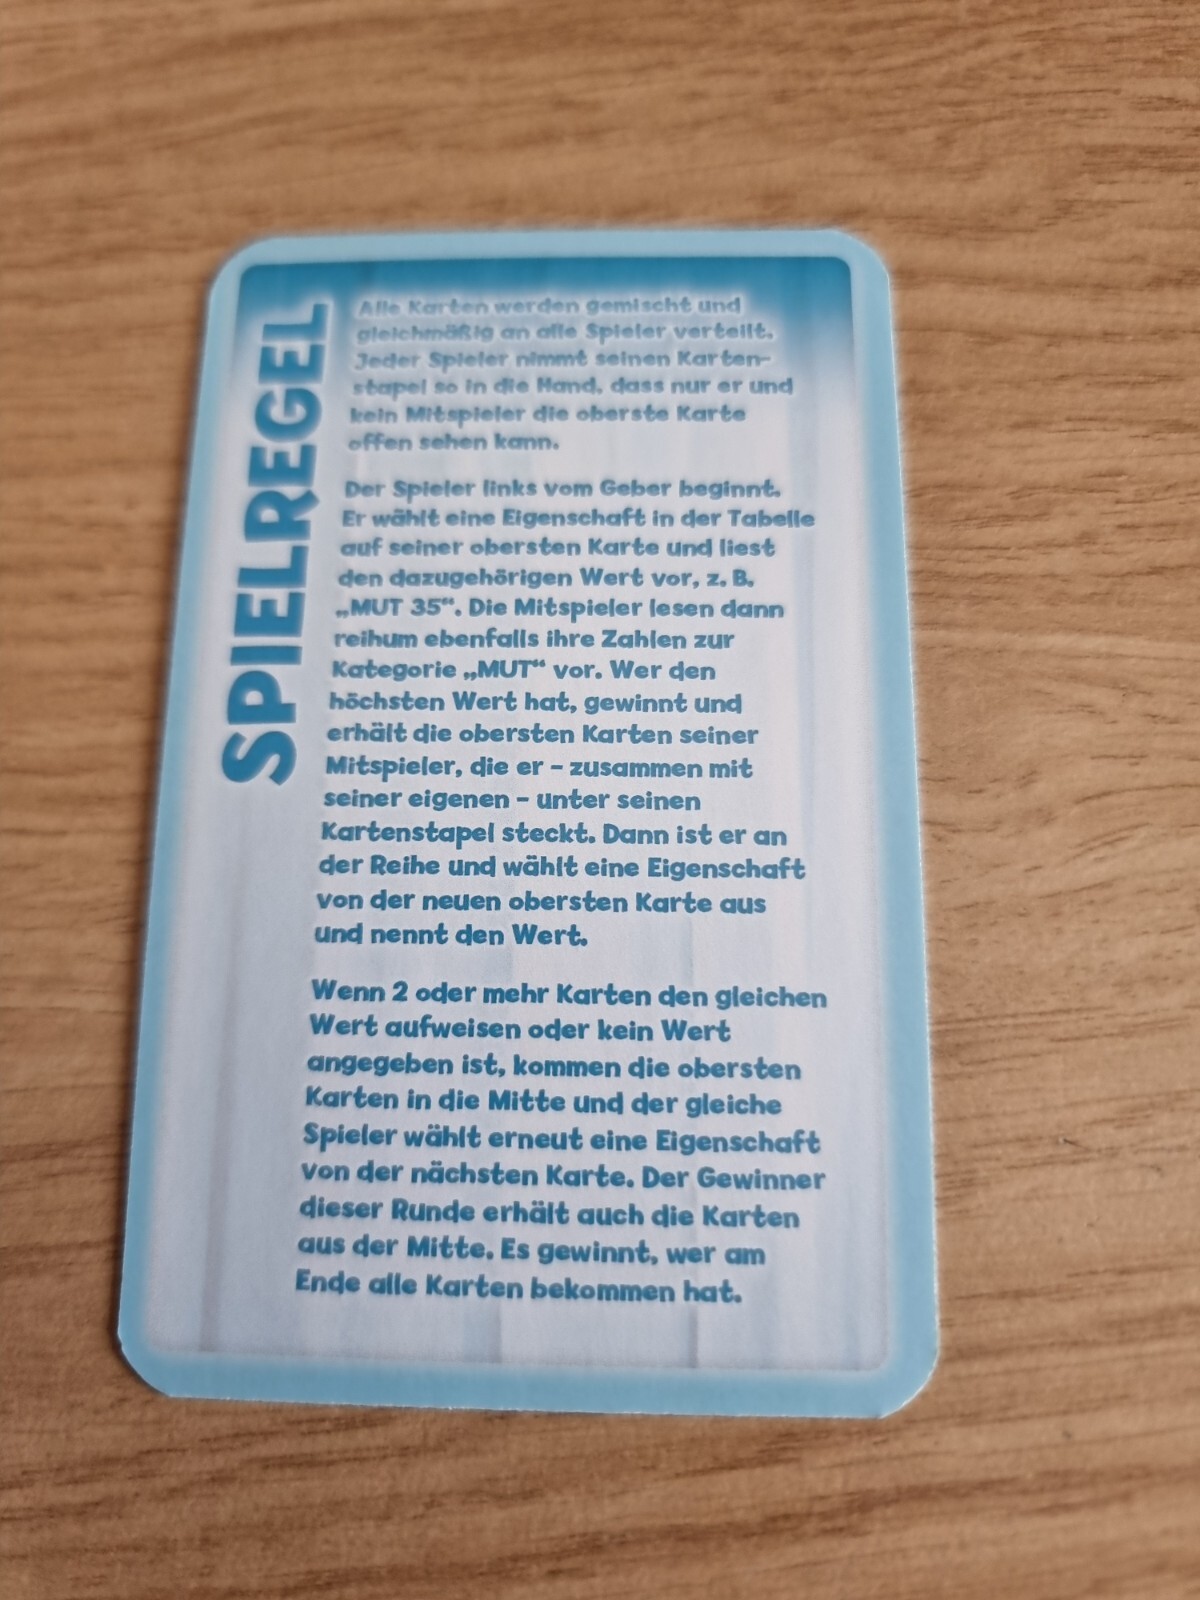 SPIELREGEL
Alle Karten werden gemischt und
gleichmäßig an alle Spieler verteilt.
Jeder Spieler nimmt seinen Karten-
stapel so in die Hand, dass nur er und
kein Mitspieler die oberste Karte
offen sehen kann.
Der Spieler links vom Geber beginnt.
Er wählt eine Eigenschaft in der Tabelle
auf seiner obersten Karte und liest
den dazugehörigen Wert vor, z. B.
„MUT 35“. Die Mitspieler lesen dann
reihum ebenfalls ihre Zahlen zur
Kategorie „MUT“ vor. Wer den
höchsten Wert hat, gewinnt und
erhält die obersten Karten seiner
Mitspieler, die er – zusammen mit
seiner eigenen – unter seinen
Kartenstapel steckt. Dann ist er an
der Reihe und wählt eine Eigenschaft
von der neuen obersten Karte aus
und nennt den Wert.
Wenn 2 oder mehr Karten den gleichen
Wert aufweisen oder kein Wert
angegeben ist, kommen die obersten
Karten in die Mitte und der gleiche
Spieler wählt erneut eine Eigenschaft
von der nächsten Karte. Der Gewinner
dieser Runde erhält auch die Karten
aus der Mitte. Es gewinnt, wer am
Ende alle Karten bekommen hat.